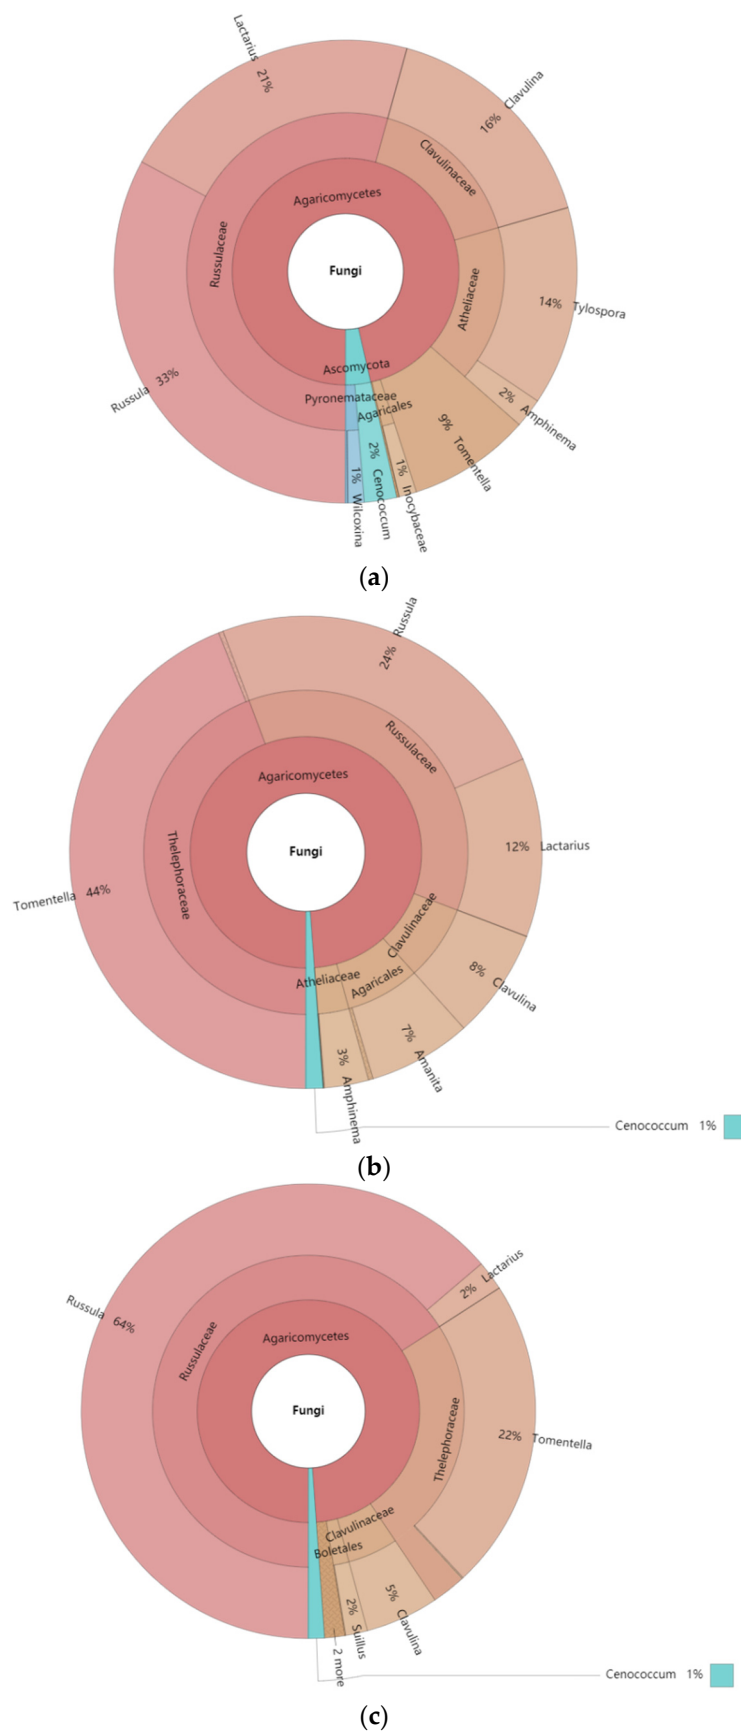 Lactarius 21%
Clavulina 16%
Clavulinaceae
Agaricomycetes
Russulaceae
Fungi
Atheliaceae
14% Tylospora
Ascomycota
Russula 33%
Pyronemataceae
Agaricales
2% Amphinema
9% Tomentella
1% Inocybaceae
2% Cenococcum
1% Wilcoxina
(a)
24% Russula
Russulaceae
Agaricomycetes
Fungi
12% Lactarius
Thelephoraceae
Tomentella 44%
Clavulinaceae
Atheliaceae
Agaricales
8% Clavulina
7% Amanita
3% Amphinema
Cenococcum 1%
(b)
2% Lactarius
Russula 64%
Agaricomycetes
Russulaceae
Fungi
Thelephoraceae
22% Tomentella
Clavulinaceae
Boletales
5% Clavulina
2% Suillus
2 more
Cenococcum 1%
(c)